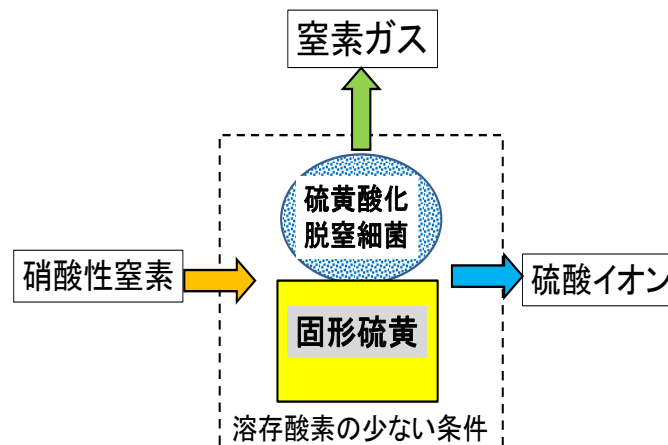 窒素ガス
硫黄酸化
脱窒細菌
硝酸性窒素
硫酸イオン
固形硫黄
溶存酸素の少ない条件